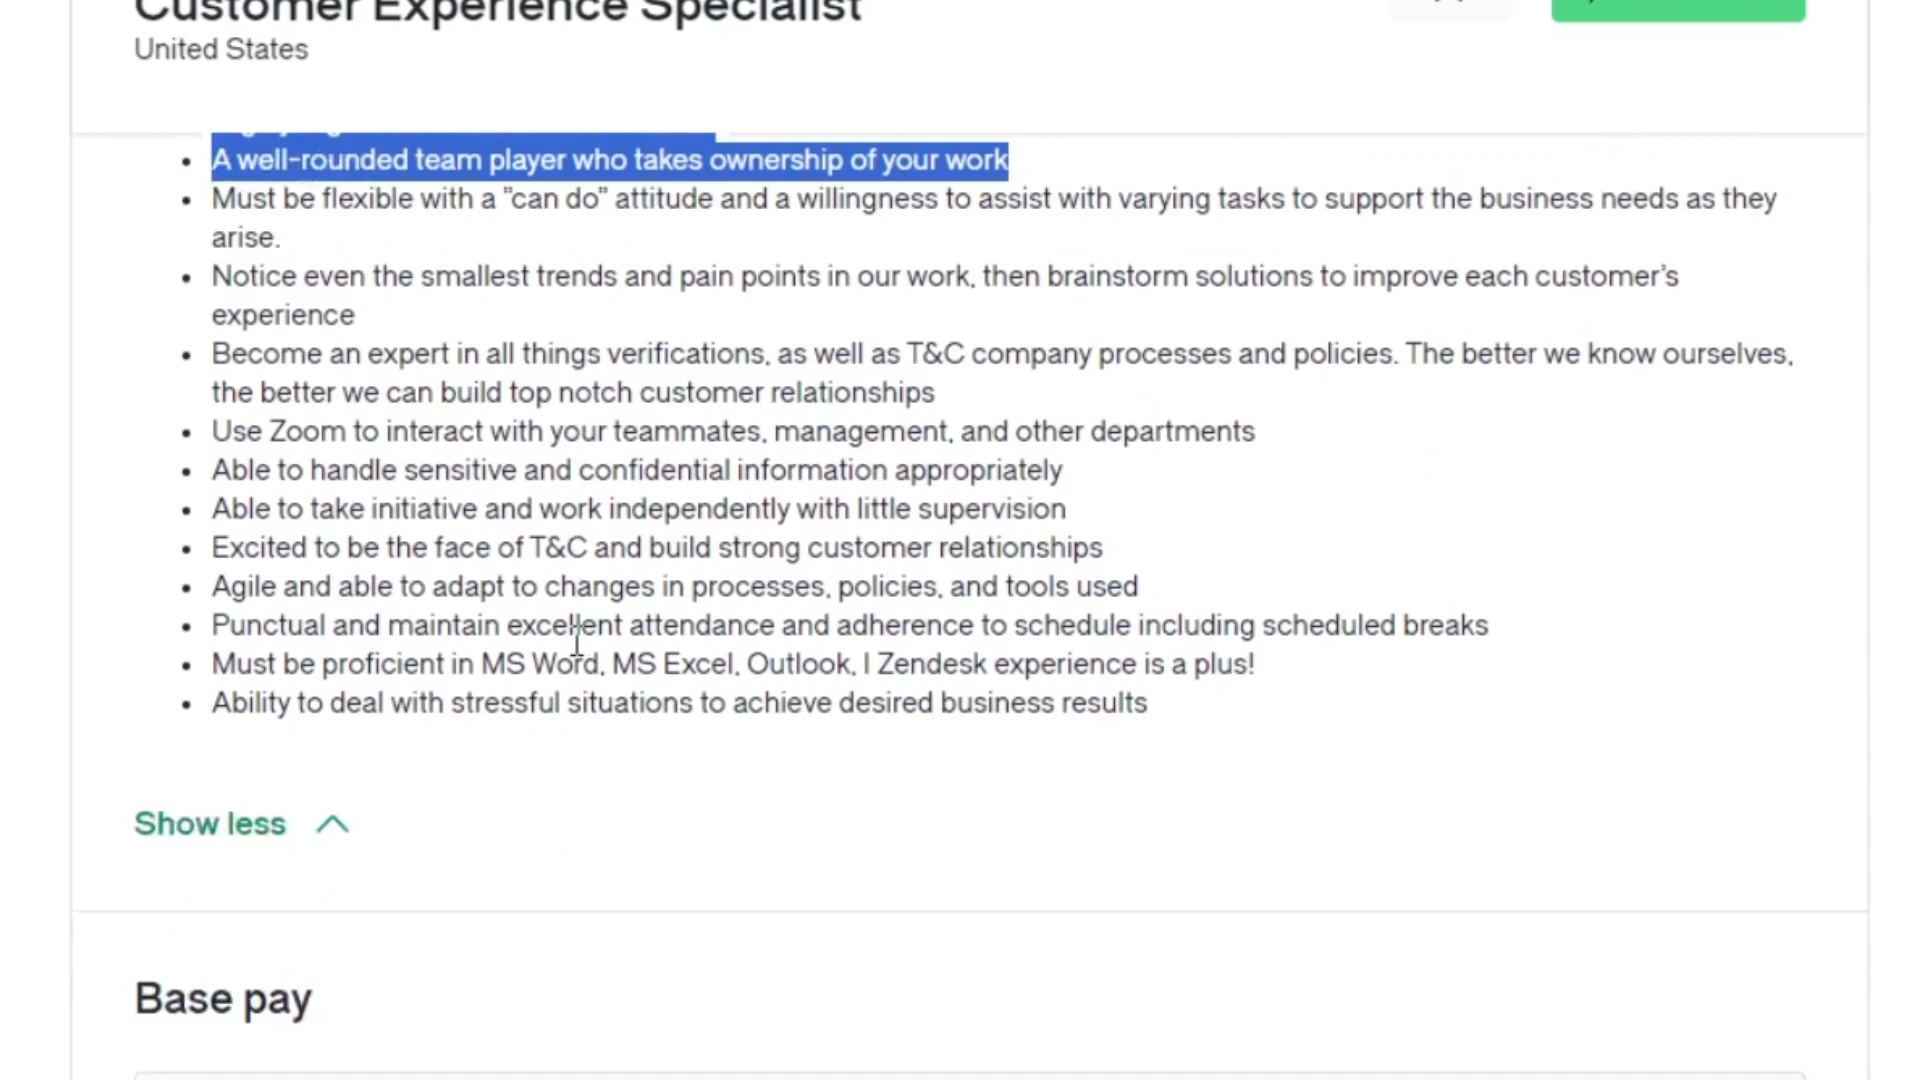 Customer Experience Specialist
United States
A well-rounded team player who takes ownership of your work
Must be flexible with a "can do" attitude and a willingness to assist with varying tasks to support the business needs as they
arise.
Notice even the smallest trends and pain points in our work, then brainstorm solutions to improve each customer's
experience
Become an expert in all things verifications, as well as T&C company processes and policies. The better we know ourselves,
the better we can build top notch customer relationships
Use Zoom to interact with your teammates, management, and other departments
Able to handle sensitive and confidential information appropriately
Able to take initiative and work independently with little supervision
Excited to be the face of T&C and build strong customer relationships
Agile and able to adapt to changes in processes, policies, and tools used
Punctual and maintain excellent attendance and adherence to schedule including scheduled breaks
Must be proficient in MS Word, MS Excel, Outlook, I Zendesk experience is a plus!
Ability to deal with stressful situations to achieve desired business results
Show less
Base pay